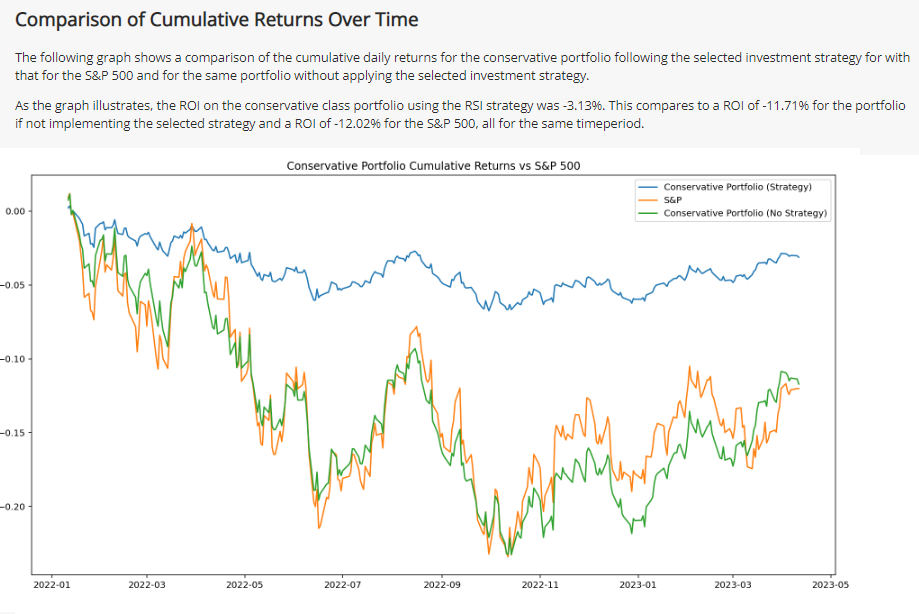 Comparison of Cumulative Returns Over Time
The following graph shows a comparison of the cumulative daily returns for the conservative portfolio following the selected investment strategy for with
that for the S&P 500 and for the same portfolio without applying the selected investment strategy.
As the graph illustrates, the ROI on the conservative class portfolio using the RSI strategy was -3.13%. This compares to a ROI of -11.71% for the portfolio
if not implementing the selected strategy and a ROI of -12.02% for the S&P 500, all for the same timeperiod.
Conservative Portfolio Cumulative Returns vs S&P 500
Conservative Portfolio (Strategy)
S&P
Conservative Portfolio (No Strategy)
0.00
-0.05
-0.10
-0.15
-0.20
2022-01 2022-03 2022-05 2022-07 2022-09 2022-11 2023-01 2023-03 2023-05